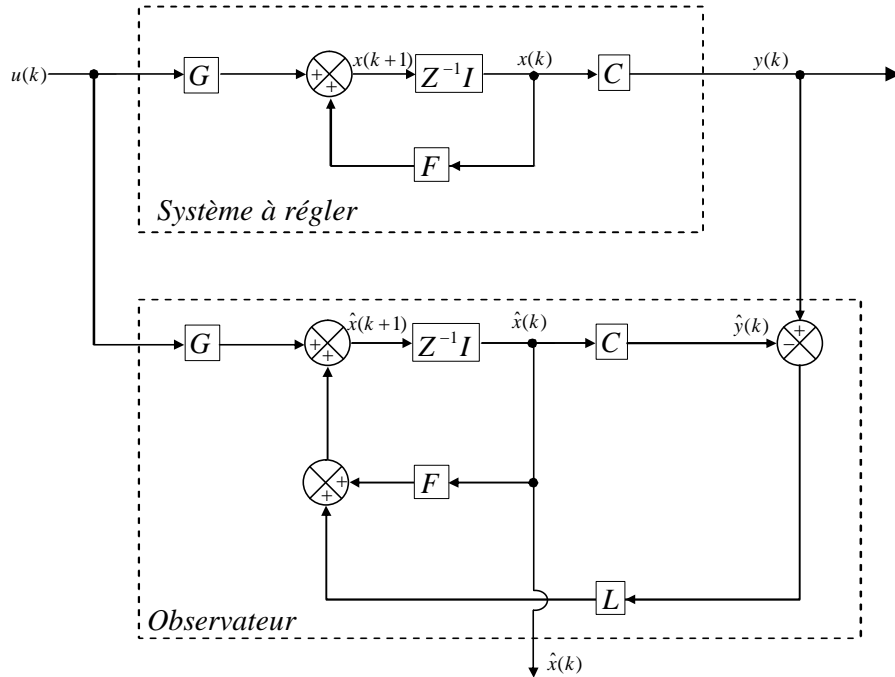 u(k) G + + x(k+1) Z⁻¹I x(k) C y(k)
F
Système à régler
G + + x̂(k+1) Z⁻¹I x̂(k) C ŷ(k) + -
F + +
L
Observateur
x̂(k)